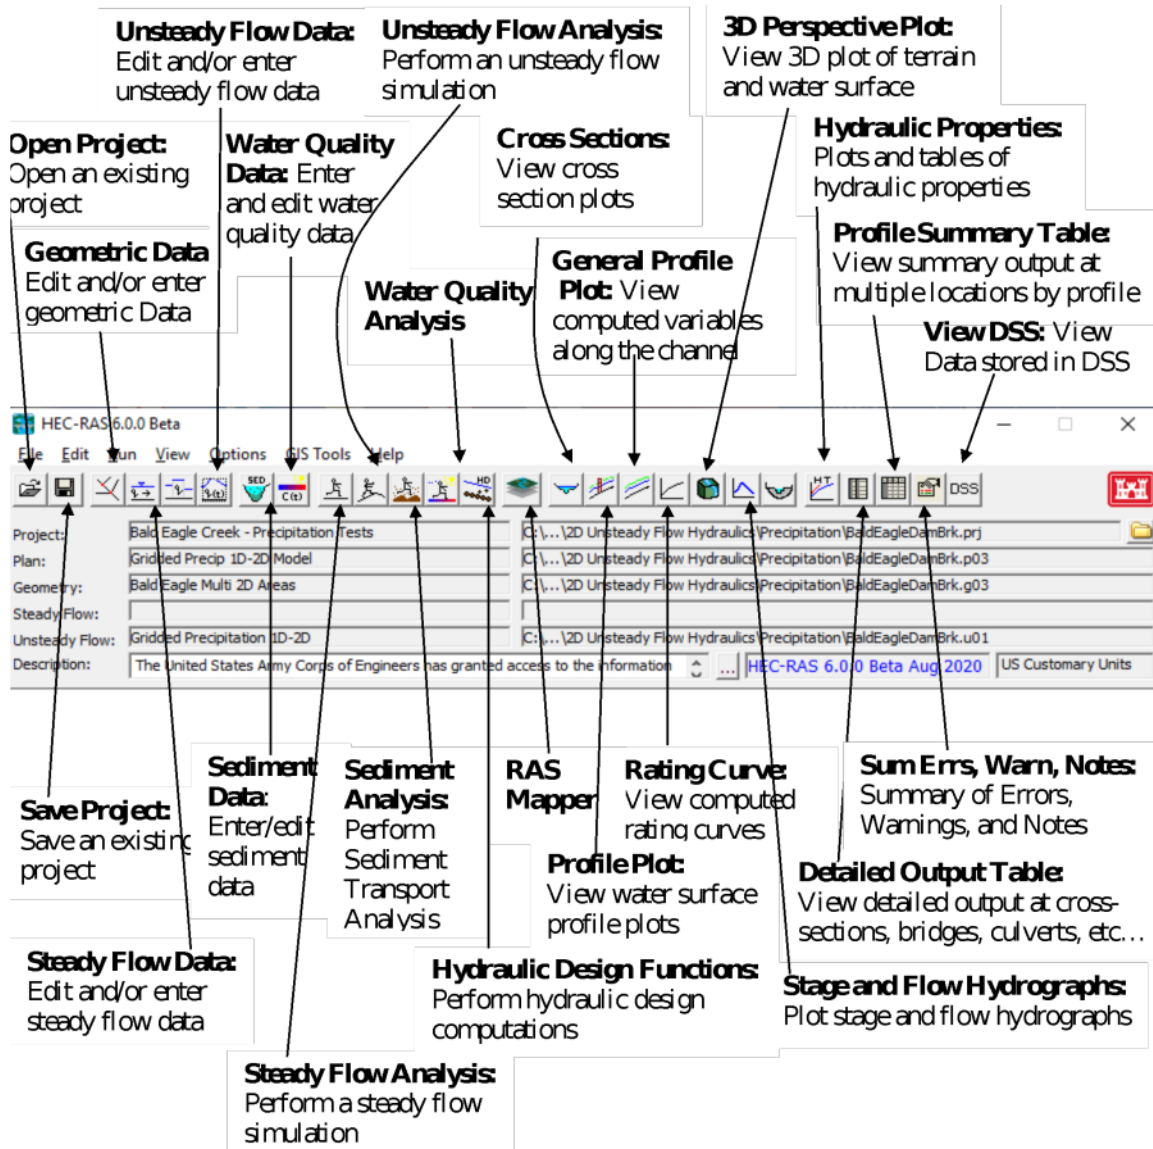 Unsteady Flow Data:
Edit and/or enter
unsteady flow data
Unsteady Flow Analysis:
Perform an unsteady flow
simulation
3D Perspective Plot:
View 3D plot of terrain
and water surface
Open Project:
Open an existing
project
Water Quality
Data: Enter
and edit water
quality data
Cross Sections:
View cross
section plots
Hydraulic Properties:
Plots and tables of
hydraulic properties
Geometric Data
Edit and/or enter
geometric Data
Water Quality
Analysis
General Profile
Plot: View
computed variables
along the channel
Profile Summary Table:
View summary output at
multiple locations by profile
View DSS: View
Data stored in DSS
HEC-RAS 6.0.0 Beta
File Edit Run View Options GIS Tools Help
SED
C(t)
HD
HT
DSS
Project: Bald Eagle Creek - Precipitation Tests C:\...\2D Unsteady Flow Hydraulics\Precipitation\BaldEagleDamBrk.prj
Plan: Gridded Precip 1D-2D Model C:\...\2D Unsteady Flow Hydraulics\Precipitation\BaldEagleDamBrk.p03
Geometry: Bald Eagle Multi 2D Areas C:\...\2D Unsteady Flow Hydraulics\Precipitation\BaldEagleDamBrk.g03
Steady Flow:
Unsteady Flow: Gridded Precipitation 1D-2D C:\...\2D Unsteady Flow Hydraulics\Precipitation\BaldEagleDamBrk.u01
Description: The United States Army Corps of Engineers has granted access to the information ... HEC-RAS 6.0.0 Beta Aug 2020 US Customary Units
Save Project:
Save an existing
project
Sediment
Data:
Enter/edit
sediment
data
Sediment
Analysis:
Perform
Sediment
Transport
Analysis
RAS
Mapper
Rating Curve:
View computed
rating curves
Sum Errs, Warn, Notes:
Summary of Errors,
Warnings, and Notes
Profile Plot:
View water surface
profile plots
Detailed Output Table:
View detailed output at cross-
sections, bridges, culverts, etc...
Steady Flow Data:
Edit and/or enter
steady flow data
Hydraulic Design Functions:
Perform hydraulic design
computations
Stage and Flow Hydrographs:
Plot stage and flow hydrographs
Steady Flow Analysis:
Perform a steady flow
simulation